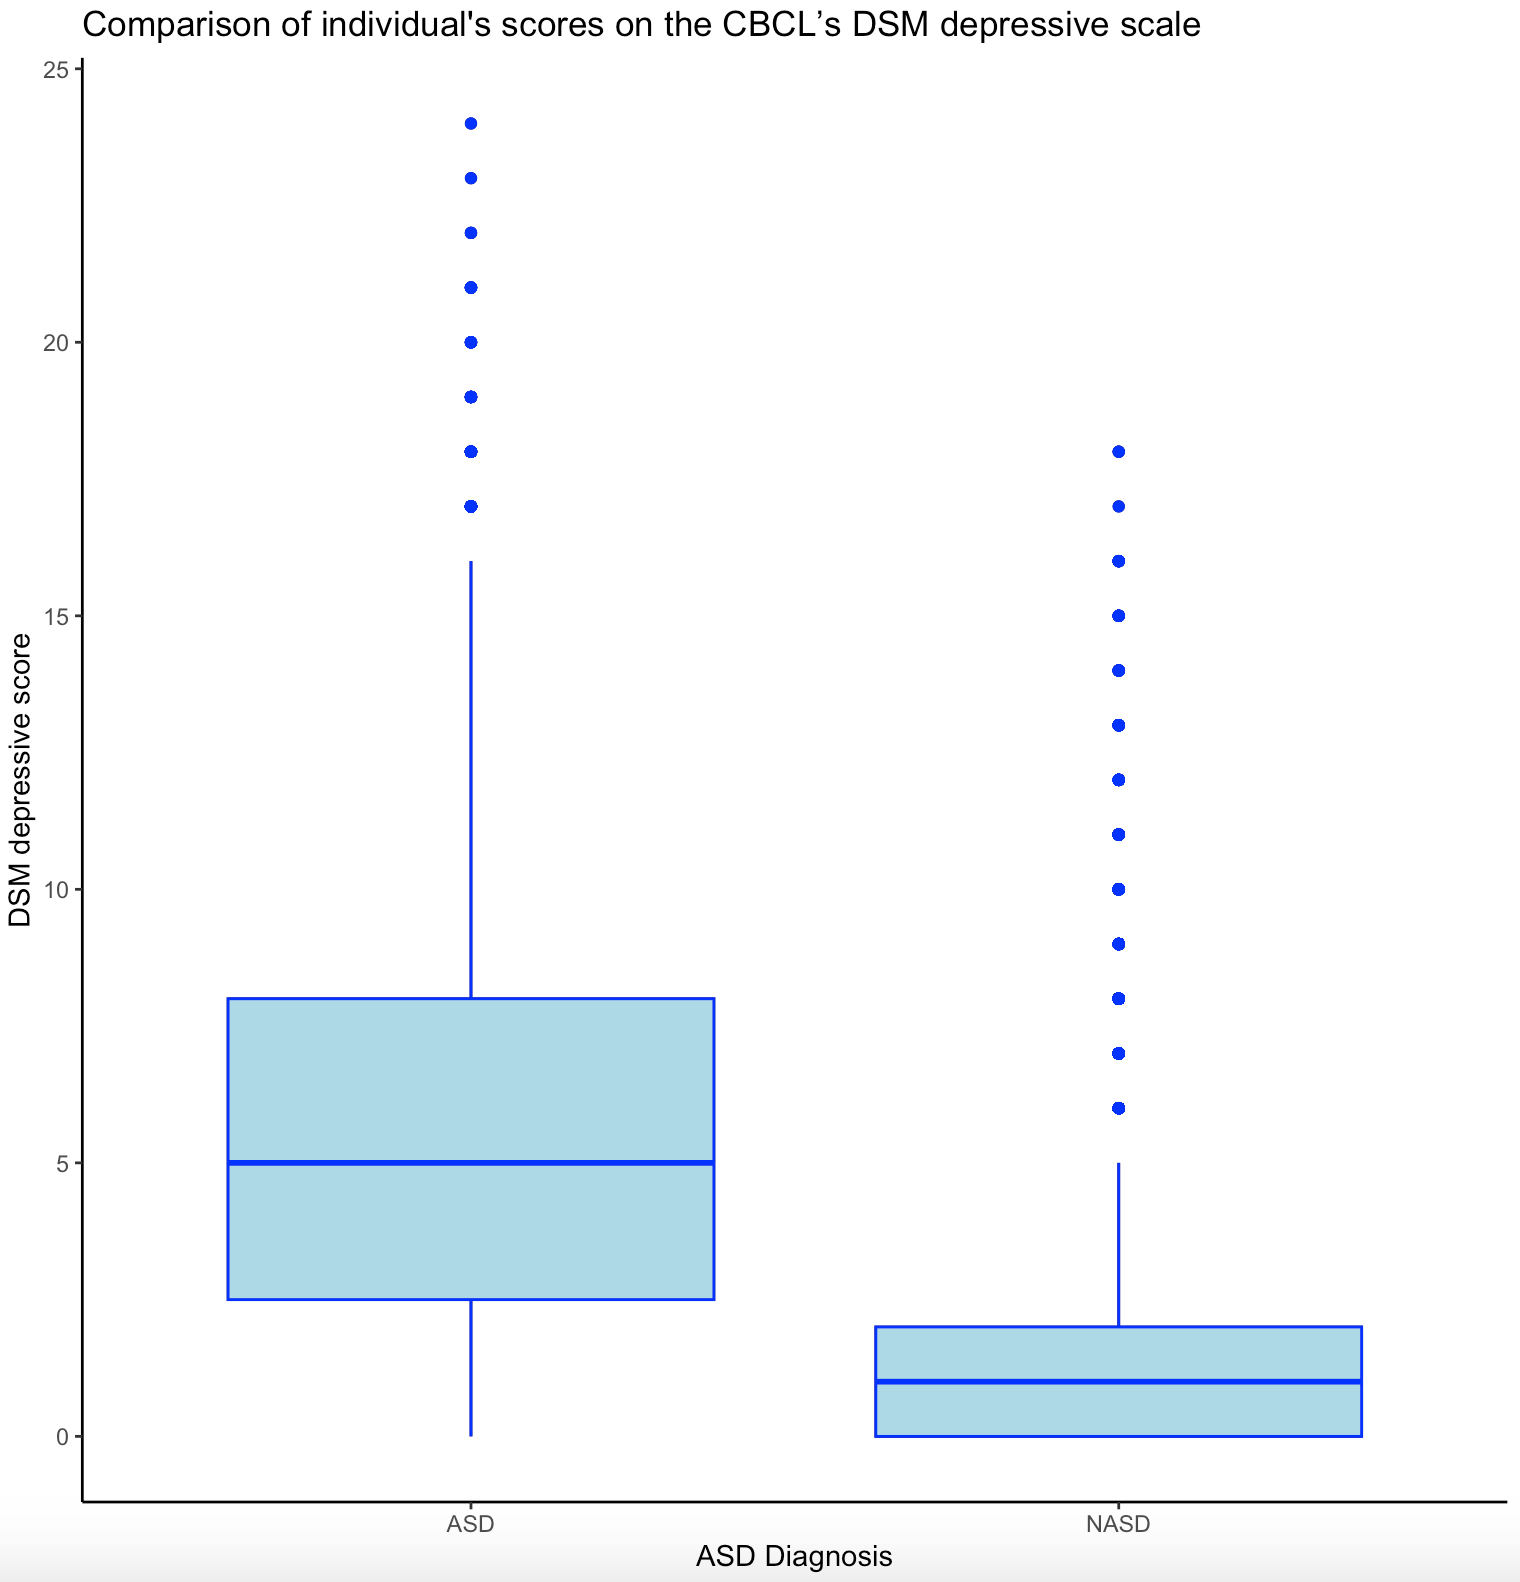 Comparison of individual's scores on the CBCL’s DSM depressive scale
25
20
15
10
5
0
DSM depressive score
ASD
NASD
ASD Diagnosis